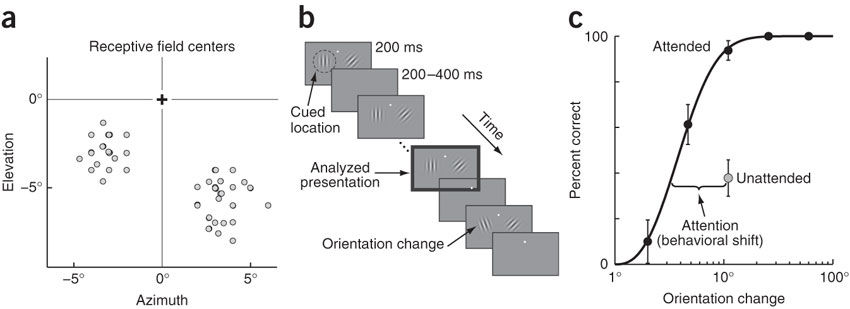 a
Receptive field centers
0°
−5°
Elevation
−5°
0°
5°
Azimuth
b
200 ms
200–400 ms
Cued
location
Time
Analyzed
presentation
Orientation change
c
100
Attended
Percent correct
Unattended
Attention
(behavioral shift)
0
1°
10°
100°
Orientation change